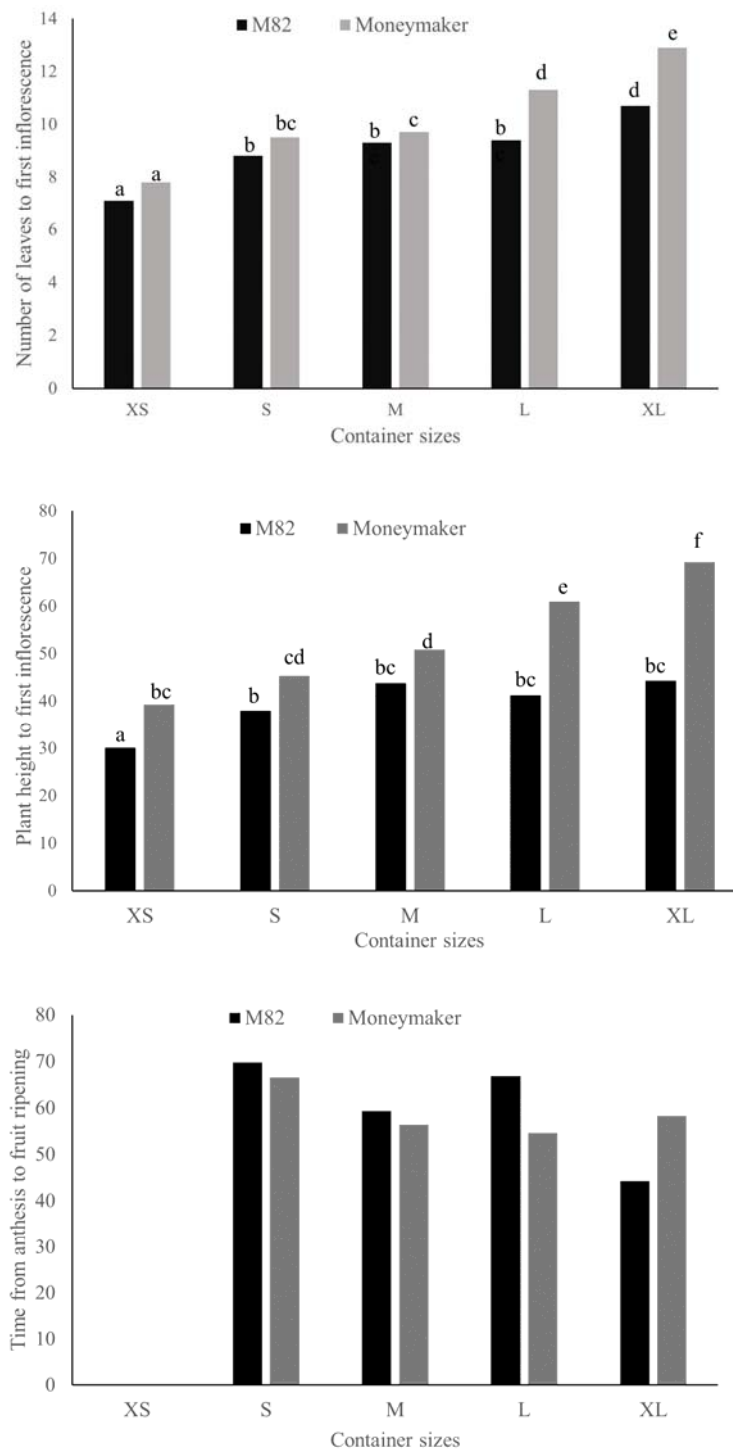 M82 Moneymaker
Number of leaves to first inflorescence
14
12
10
8
6
4
2
0
a a
b bc
b c
b d
d e
XS S M L XL
Container sizes
M82 Moneymaker
Plant height to first inflorescence
80
70
60
50
40
30
20
10
0
a bc
b cd
bc d
bc e
bc f
XS S M L XL
Container sizes
M82 Moneymaker
Time from anthesis to fruit ripening
80
70
60
50
40
30
20
10
0
XS S M L XL
Container sizes